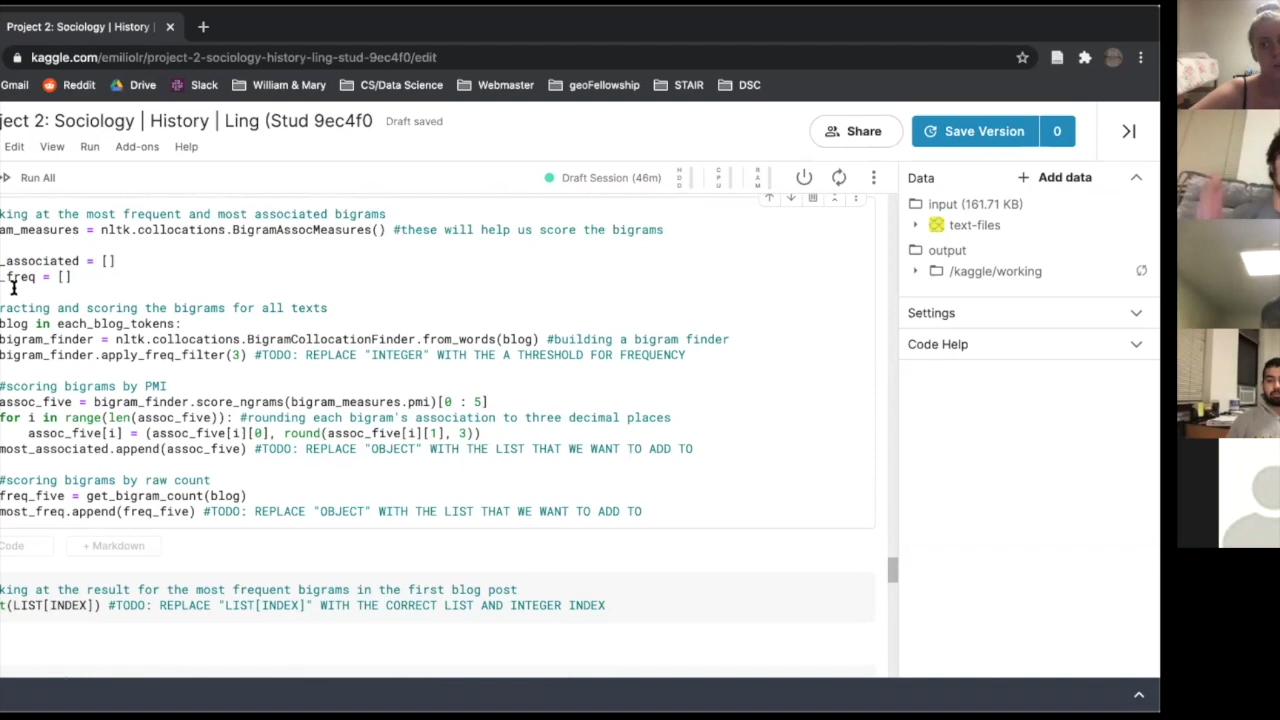 Project 2: Sociology | History |
kaggle.com/emiliolr/project-2-sociology-history-ling-stud-9ec4f0/edit
Gmail Reddit Drive Slack William & Mary CS/Data Science Webmaster geoFellowship STAIR DSC
ject 2: Sociology | History | Ling (Stud 9ec4f0 Draft saved
Share Save Version 0
Edit View Run Add-ons Help
Run All Draft Session (46m) HDD CPU RAM
king at the most frequent and most associated bigrams
am_measures = nltk.collocations.BigramAssocMeasures() #these will help us score the bigrams
_associated = []
_freq = []
racting and scoring the bigrams for all texts
blog in each_blog_tokens:
bigram_finder = nltk.collocations.BigramCollocationFinder.from_words(blog) #building a bigram finder
bigram_finder.apply_freq_filter(3) #TODO: REPLACE "INTEGER" WITH THE A THRESHOLD FOR FREQUENCY
#scoring bigrams by PMI
assoc_five = bigram_finder.score_ngrams(bigram_measures.pmi)[0 : 5]
for i in range(len(assoc_five)): #rounding each bigram's association to three decimal places
assoc_five[i] = (assoc_five[i][0], round(assoc_five[i][1], 3))
most_associated.append(assoc_five) #TODO: REPLACE "OBJECT" WITH THE LIST THAT WE WANT TO ADD TO
#scoring bigrams by raw count
freq_five = get_bigram_count(blog)
most_freq.append(freq_five) #TODO: REPLACE "OBJECT" WITH THE LIST THAT WE WANT TO ADD TO
Code + Markdown
king at the result for the most frequent bigrams in the first blog post
t(LIST[INDEX]) #TODO: REPLACE "LIST[INDEX]" WITH THE CORRECT LIST AND INTEGER INDEX
Data + Add data
input (161.71 KB)
text-files
output
/kaggle/working
Settings
Code Help